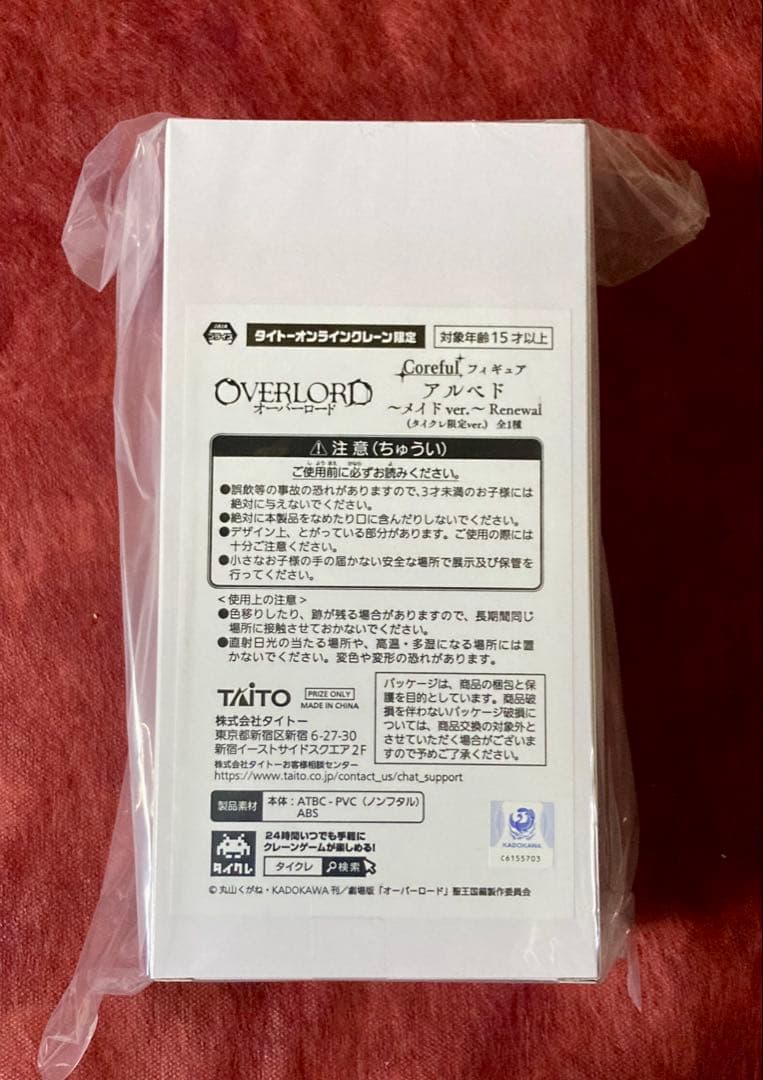 プライズ
タイトーオンラインクレーン限定
対象年齢15才以上
OVERLORD
オーバーロード
Coreful フィギュア
アルベド
～メイド ver.～ Renewal
(タイクレ限定ver.) 全1種
⚠注意(ちゅうい)
ご使用前に必ずお読みください。
●誤飲等の事故の恐れがありますので、3才未満のお子様には
絶対に与えないでください。
●絶対に本製品をなめたり口に含んだりしないでください。
●デザイン上、とがっている部分があります。ご使用の際には
十分ご注意ください。
●小さなお子様の手の届かない安全な場所で展示及び保管を
行ってください。
＜使用上の注意＞
●色移りしたり、跡が残る場合がありますので、長期間同じ
場所に接触させておかないでください。
●直射日光の当たる場所や、高温・多湿になる場所には置
かないでください。変色や変形の恐れがあります。
TAITO
PRIZE ONLY
MADE IN CHINA
株式会社タイトー
東京都新宿区新宿 6-27-30
新宿イーストサイドスクエア2F
株式会社タイトーお客様相談センター
https://www.taito.co.jp/contact_us/chat_support
パッケージは、商品の梱包と保
護を目的としています。商品破
損を伴わないパッケージ破損に
ついては、商品交換の対象外と
させていただく場合がございま
すので予めご了承ください。
製品素材
本体：ATBC-PVC（ノンフタル）
ABS
タイクレ
24時間いつでも手軽に
クレーンゲームが楽しめる!
タイクレ 検索
KADOKAWA
C6155703
©丸山くがね・KADOKAWA刊／劇場版「オーバーロード」聖王国編製作委員会